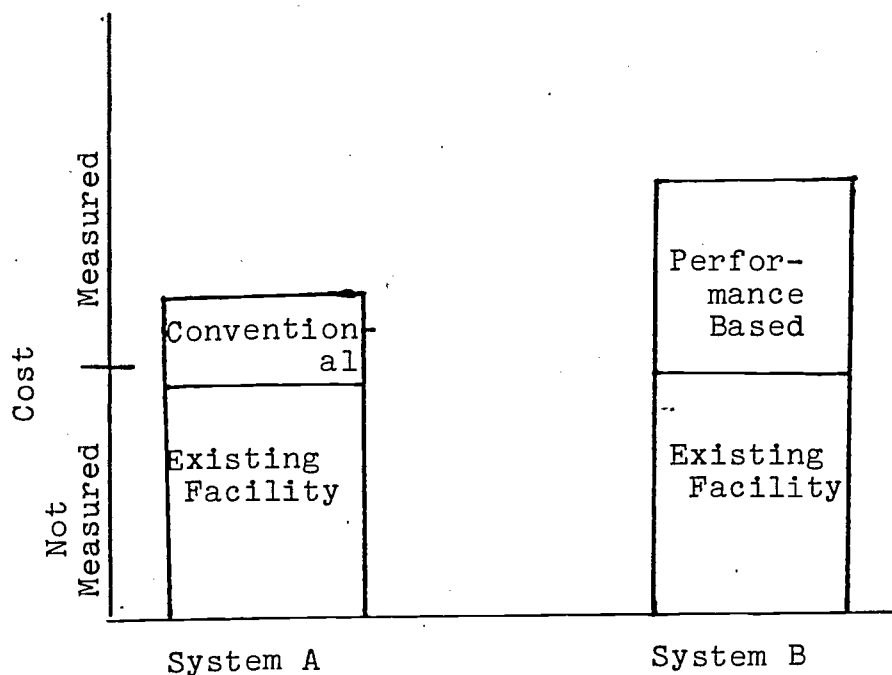 Cost
Measured
Not
Measured
Convention-
al
Existing
Facility
System A
Perfor-
mance
Based
Existing
Facility
System B